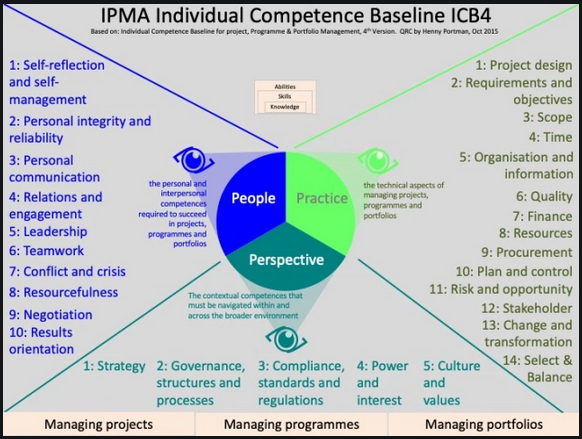 IPMA Individual Competence Baseline ICB4
Based on: Individual Competence Baseline for project, Programme & Portfolio Management, 4th Version. QRC by Henny Portman, Oct 2015
Abilities
Skills
Knowledge
1: Self-reflection
and self-
management
2: Personal integrity and
reliability
3: Personal
communication
4: Relations and
engagement
5: Leadership
6: Teamwork
7: Conflict and crisis
8: Resourcefulness
9: Negotiation
10: Results
orientation
the personal and
interpersonal
competences
required to succeed
in projects,
programmes and
portfolios
People
Practice
Perspective
the technical aspects of
managing projects,
programmes and
portfolios
1: Project design
2: Requirements and
objectives
3: Scope
4: Time
5: Organisation and
information
6: Quality
7: Finance
8: Resources
9: Procurement
10: Plan and control
11: Risk and opportunity
12: Stakeholder
13: Change and
transformation
14: Select &
Balance
The contextual competences that
must be navigated within and
across the broader environment
1: Strategy
2: Governance,
structures and
processes
3: Compliance,
standards and
regulations
4: Power
and
interest
5: Culture
and
values
Managing projects
Managing programmes
Managing portfolios